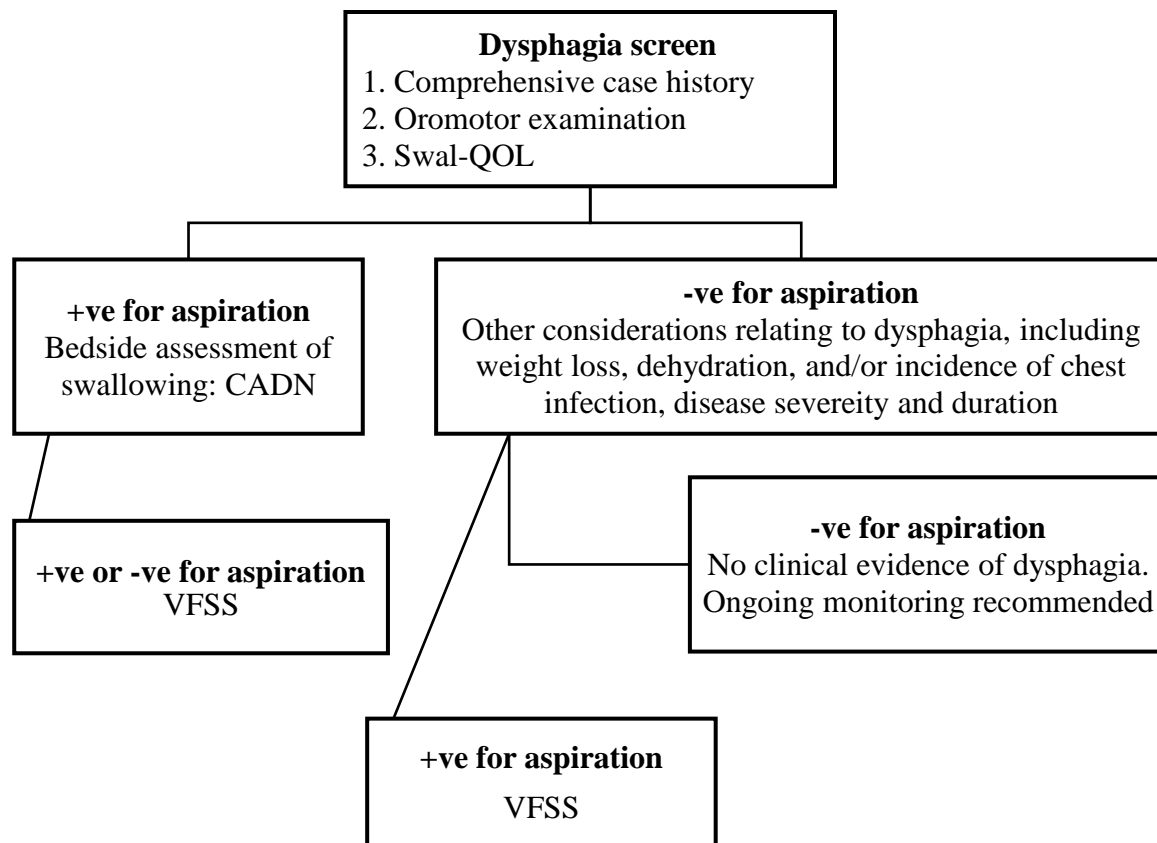 Dysphagia screen
1. Comprehensive case history
2. Oromotor examination
3. Swal-QOL
+ve for aspiration
Bedside assessment of
swallowing: CADN
-ve for aspiration
Other considerations relating to dysphagia, including
weight loss, dehydration, and/or incidence of chest
infection, disease severeity and duration
+ve or -ve for aspiration
VFSS
-ve for aspiration
No clinical evidence of dysphagia.
Ongoing monitoring recommended
+ve for aspiration
VFSS